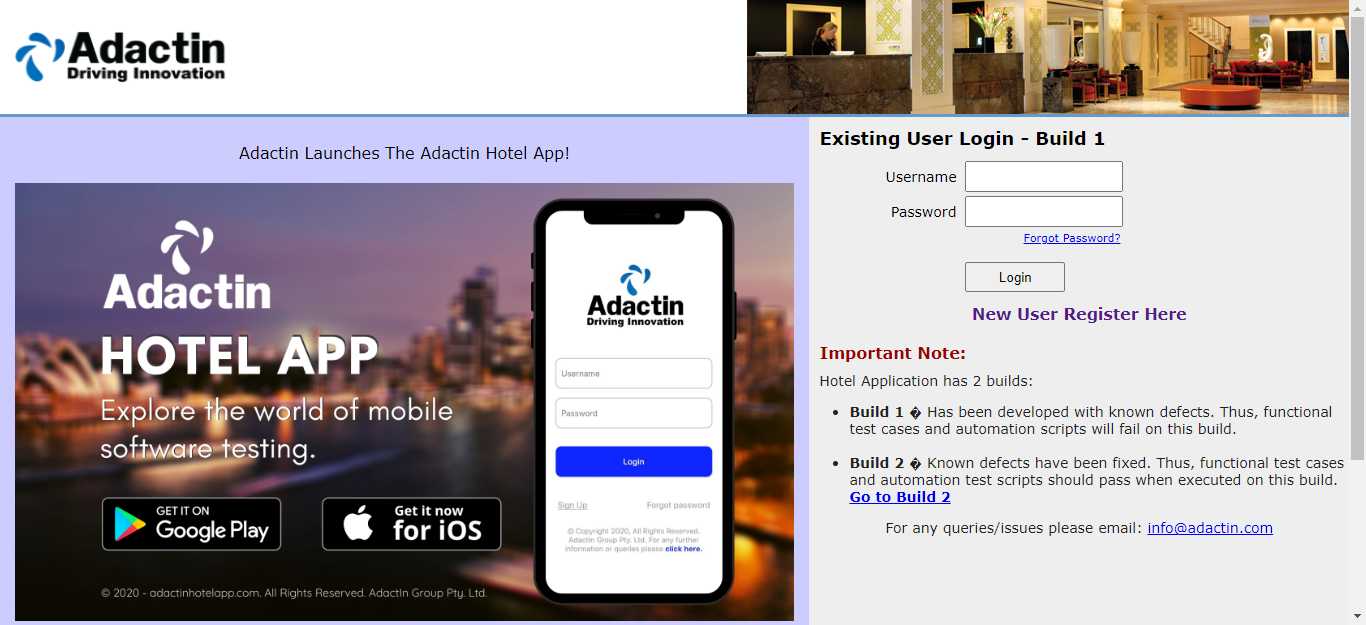 Adactin
Driving Innovation
Adactin Launches The Adactin Hotel App!
Adactin
HOTEL APP
Explore the world of mobile
software testing.
GET IT ON
Google Play
Get it now
for iOS
© 2020 - adactinhotelapp.com. All Rights Reserved. Adactin Group Pty. Ltd.
Adactin
Driving Innovation
Username
Password
Login
Sign Up Forgot password
© Copyright 2020, All Rights Reserved.
Adactin Group Pty. Ltd. For any further
information or queries please click here.
Existing User Login - Build 1
Username
Password
Forgot Password?
Login
New User Register Here
Important Note:
Hotel Application has 2 builds:
• Build 1 � Has been developed with known defects. Thus, functional
test cases and automation scripts will fail on this build.
• Build 2 � Known defects have been fixed. Thus, functional test cases
and automation test scripts should pass when executed on this build.
Go to Build 2
For any queries/issues please email: info@adactin.com